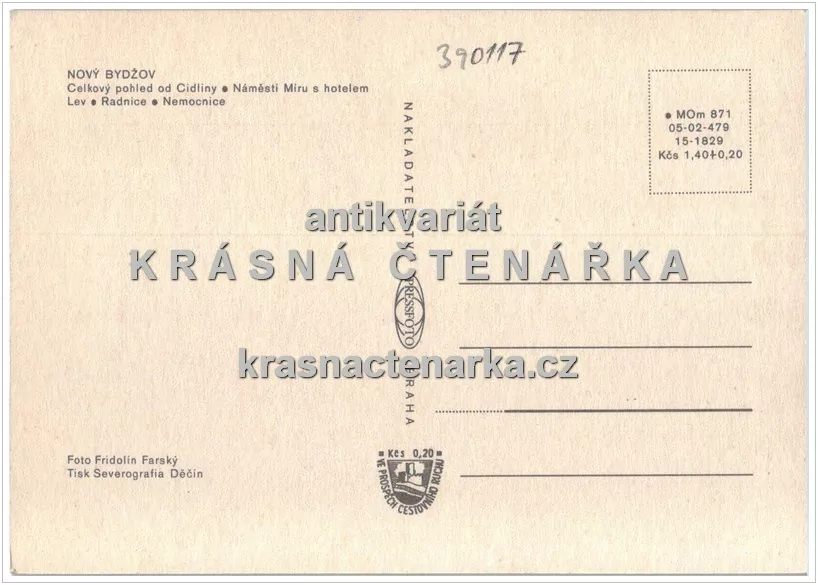 390117
NOVÝ BYDŽOV
Celkový pohled od Cidliny ● Náměstí Míru s hotelem
Lev ● Radnice ● Nemocnice
● MOm 871
05-02-479
15-1829
Kčs 1,40+0,20
NAKLADATELSTVÍ
PRESSFOTO
PRAHA
antikvariát
KRÁSNÁ ČTENÁŘKA
krasnactenarka.cz
Foto Fridolín Farský
Tisk Severografia Děčín
Kčs 0,20
VE PROSPĚCH CESTOVNÍHO RUCHU